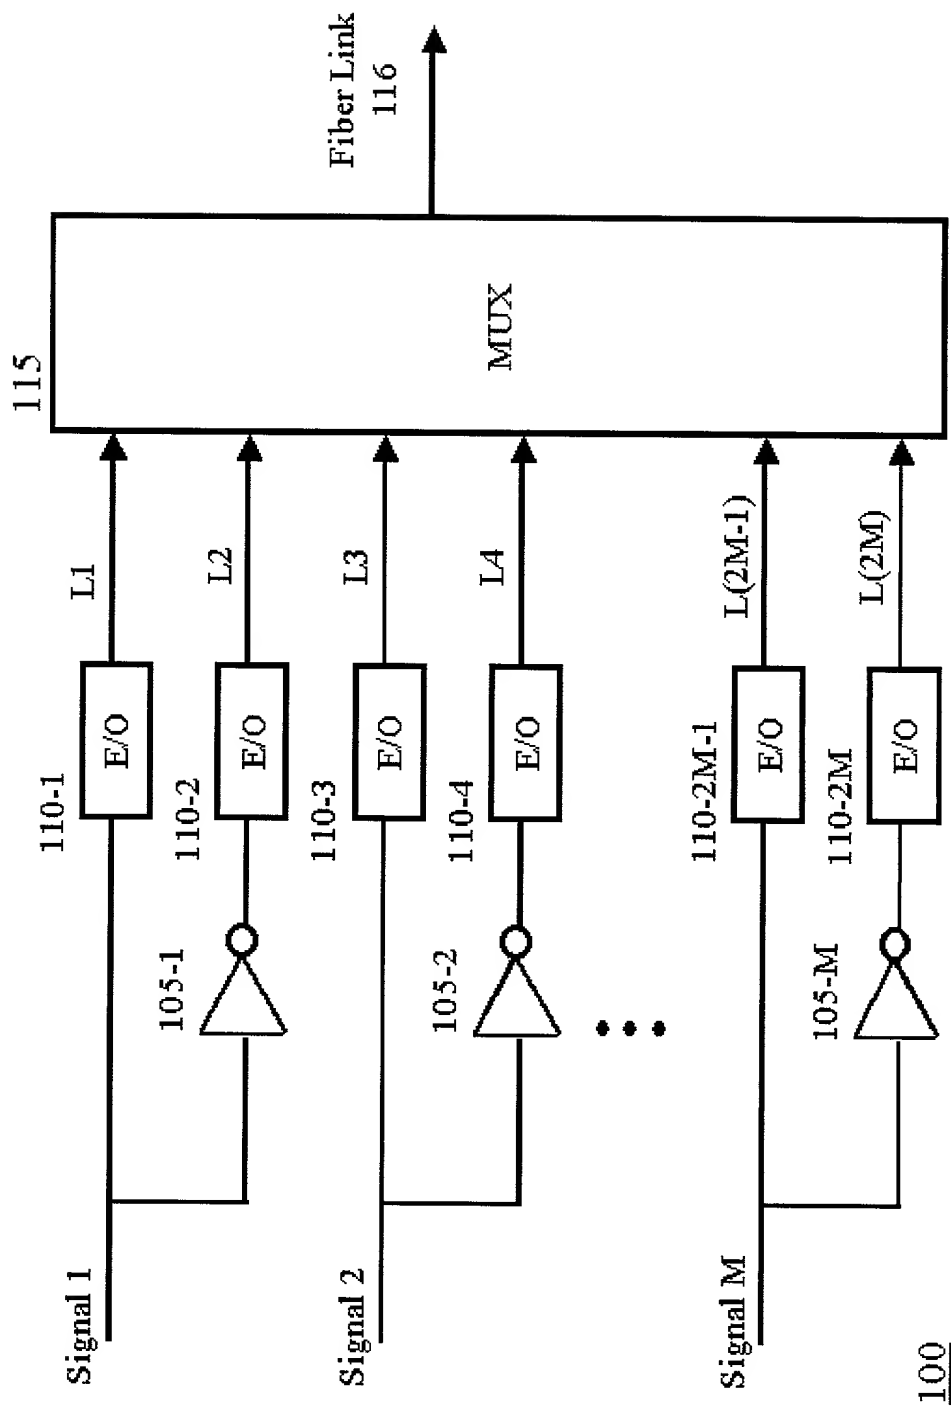 Signal 1
110-1
E/O
L1
105-1
110-2
E/O
L2
Signal 2
110-3
E/O
L3
105-2
110-4
E/O
L4
Signal M
110-2M-1
E/O
L(2M-1)
105-M
110-2M
E/O
L(2M)
115
MUX
Fiber Link
116
100